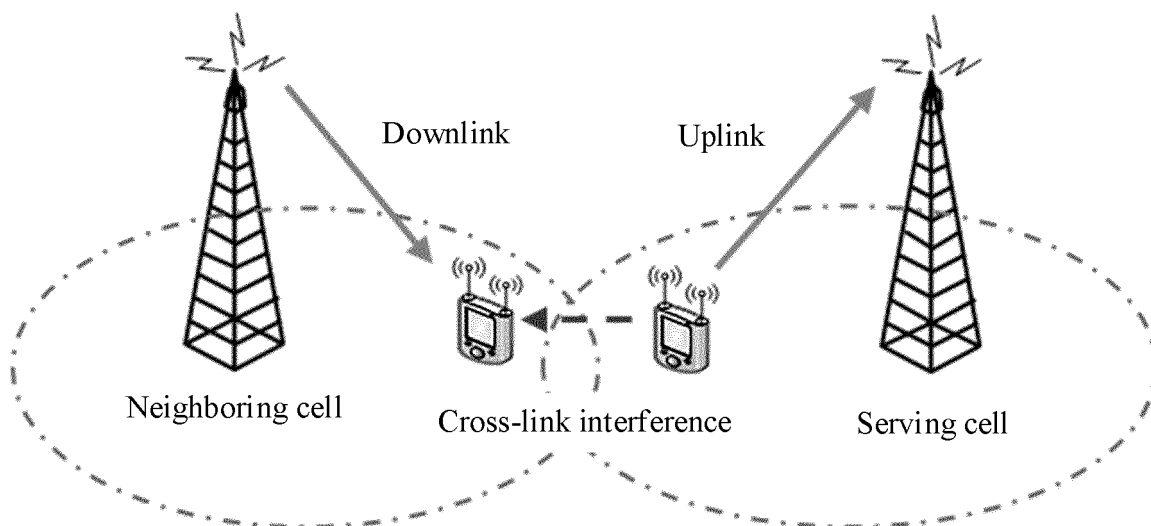 Downlink
Uplink
Neighboring cell
Cross-link interference
Serving cell